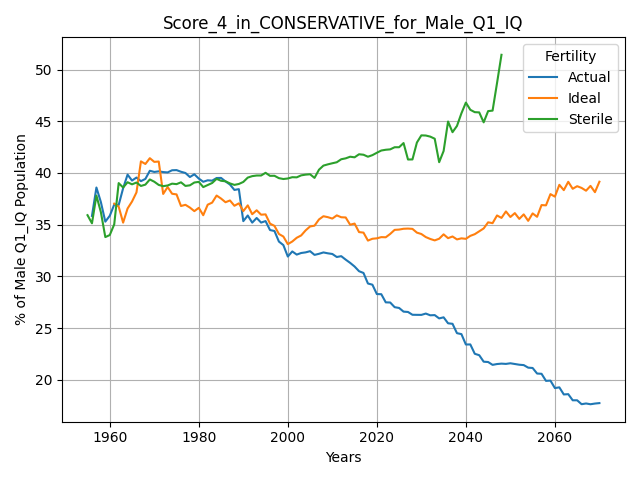 Score_4_in_CONSERVATIVE_for_Male_Q1_IQ
Fertility
Actual
Ideal
Sterile
% of Male Q1_IQ Population
50
45
40
35
30
25
20
1960
1980
2000
2020
2040
2060
Years